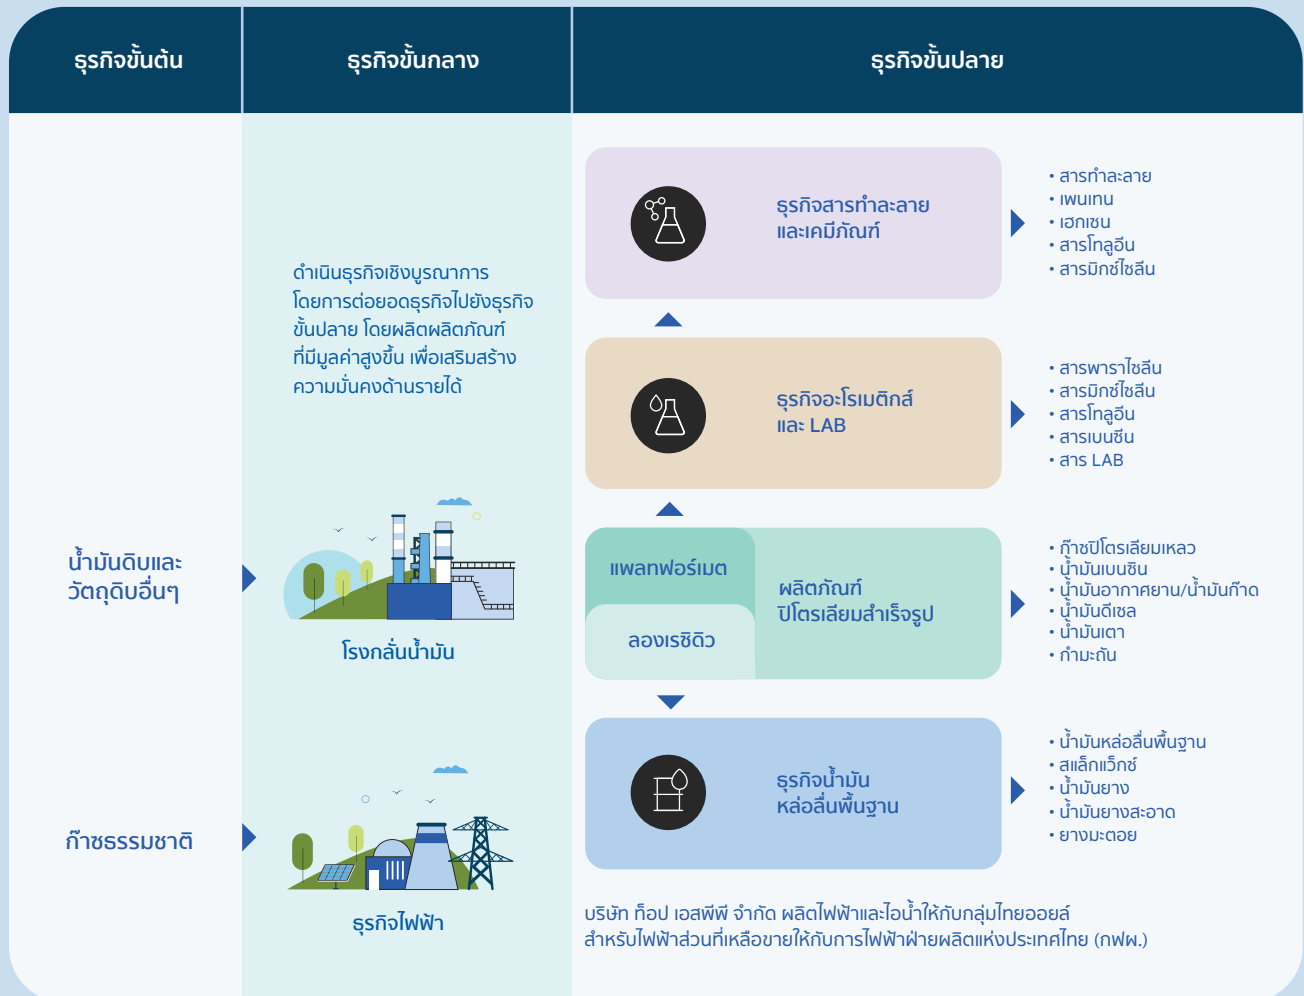 ธุรกิจขั้นต้น
ธุรกิจขั้นกลาง
ธุรกิจขั้นปลาย
น้ำมันดิบและ
วัตถุดิบอื่นๆ
ก๊าซธรรมชาติ
ดำเนินธุรกิจเชิงบูรณาการ
โดยการต่อยอดธุรกิจไปยังธุรกิจ
ขั้นปลาย โดยผลิตผลิตภัณฑ์
ที่มีมูลค่าสูงขึ้น เพื่อเสริมสร้าง
ความมั่นคงด้านรายได้
โรงกลั่นน้ำมัน
ธุรกิจไฟฟ้า
ธุรกิจสารทำละลาย
และเคมีภัณฑ์
• สารทำละลาย
• เพนเทน
• เฮกเซน
• สารโทลูอีน
• สารมิกซ์ไซลีน
ธุรกิจอะโรเมติกส์
และ LAB
• สารพาราไซลีน
• สารมิกซ์ไซลีน
• สารโทลูอีน
• สารเบนซีน
• สาร LAB
แพลทฟอร์เมต
ลองเรซิดิว
ผลิตภัณฑ์
ปิโตรเลียมสำเร็จรูป
• ก๊าซปิโตรเลียมเหลว
• น้ำมันเบนซิน
• น้ำมันอากาศยาน/น้ำมันก๊าด
• น้ำมันดีเซล
• น้ำมันเตา
• กำมะถัน
ธุรกิจน้ำมัน
หล่อลื่นพื้นฐาน
• น้ำมันหล่อลื่นพื้นฐาน
• สแล็กแว็กซ์
• น้ำมันยาง
• น้ำมันยางสะอาด
• ยางมะตอย
บริษัท ท็อป เอสพีพี จำกัด ผลิตไฟฟ้าและไอน้ำให้กับกลุ่มไทยออยล์
สำหรับไฟฟ้าส่วนที่เหลือขายให้กับการไฟฟ้าฝ่ายผลิตแห่งประเทศไทย (กฟผ.)